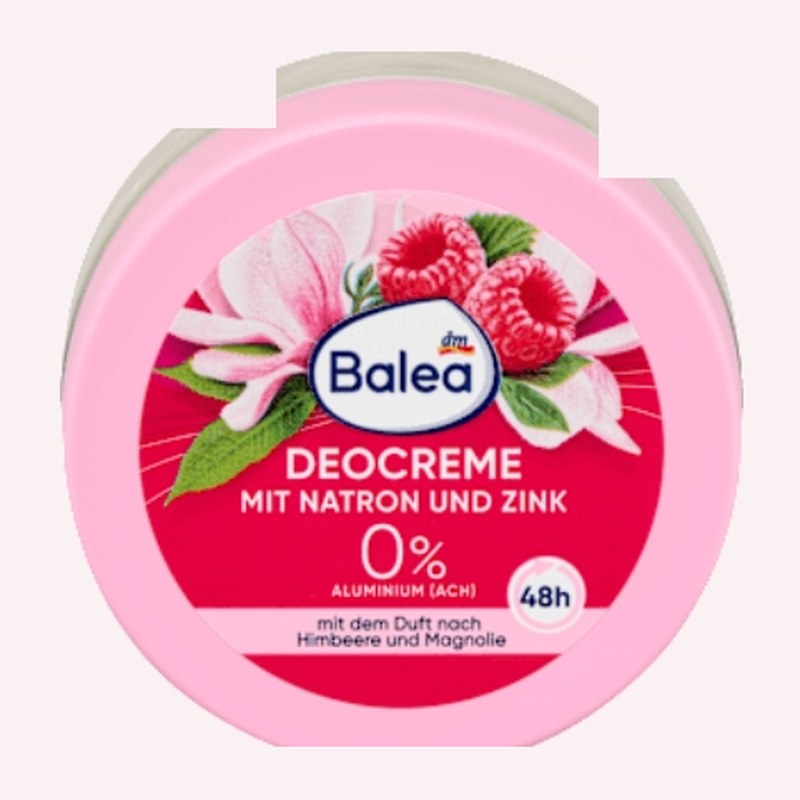 dm
Balea
DEOCREME
MIT NATRON UND ZINK
0%
ALUMINIUM (ACH)
48h
mit dem Duft nach
Himbeere und Magnolie